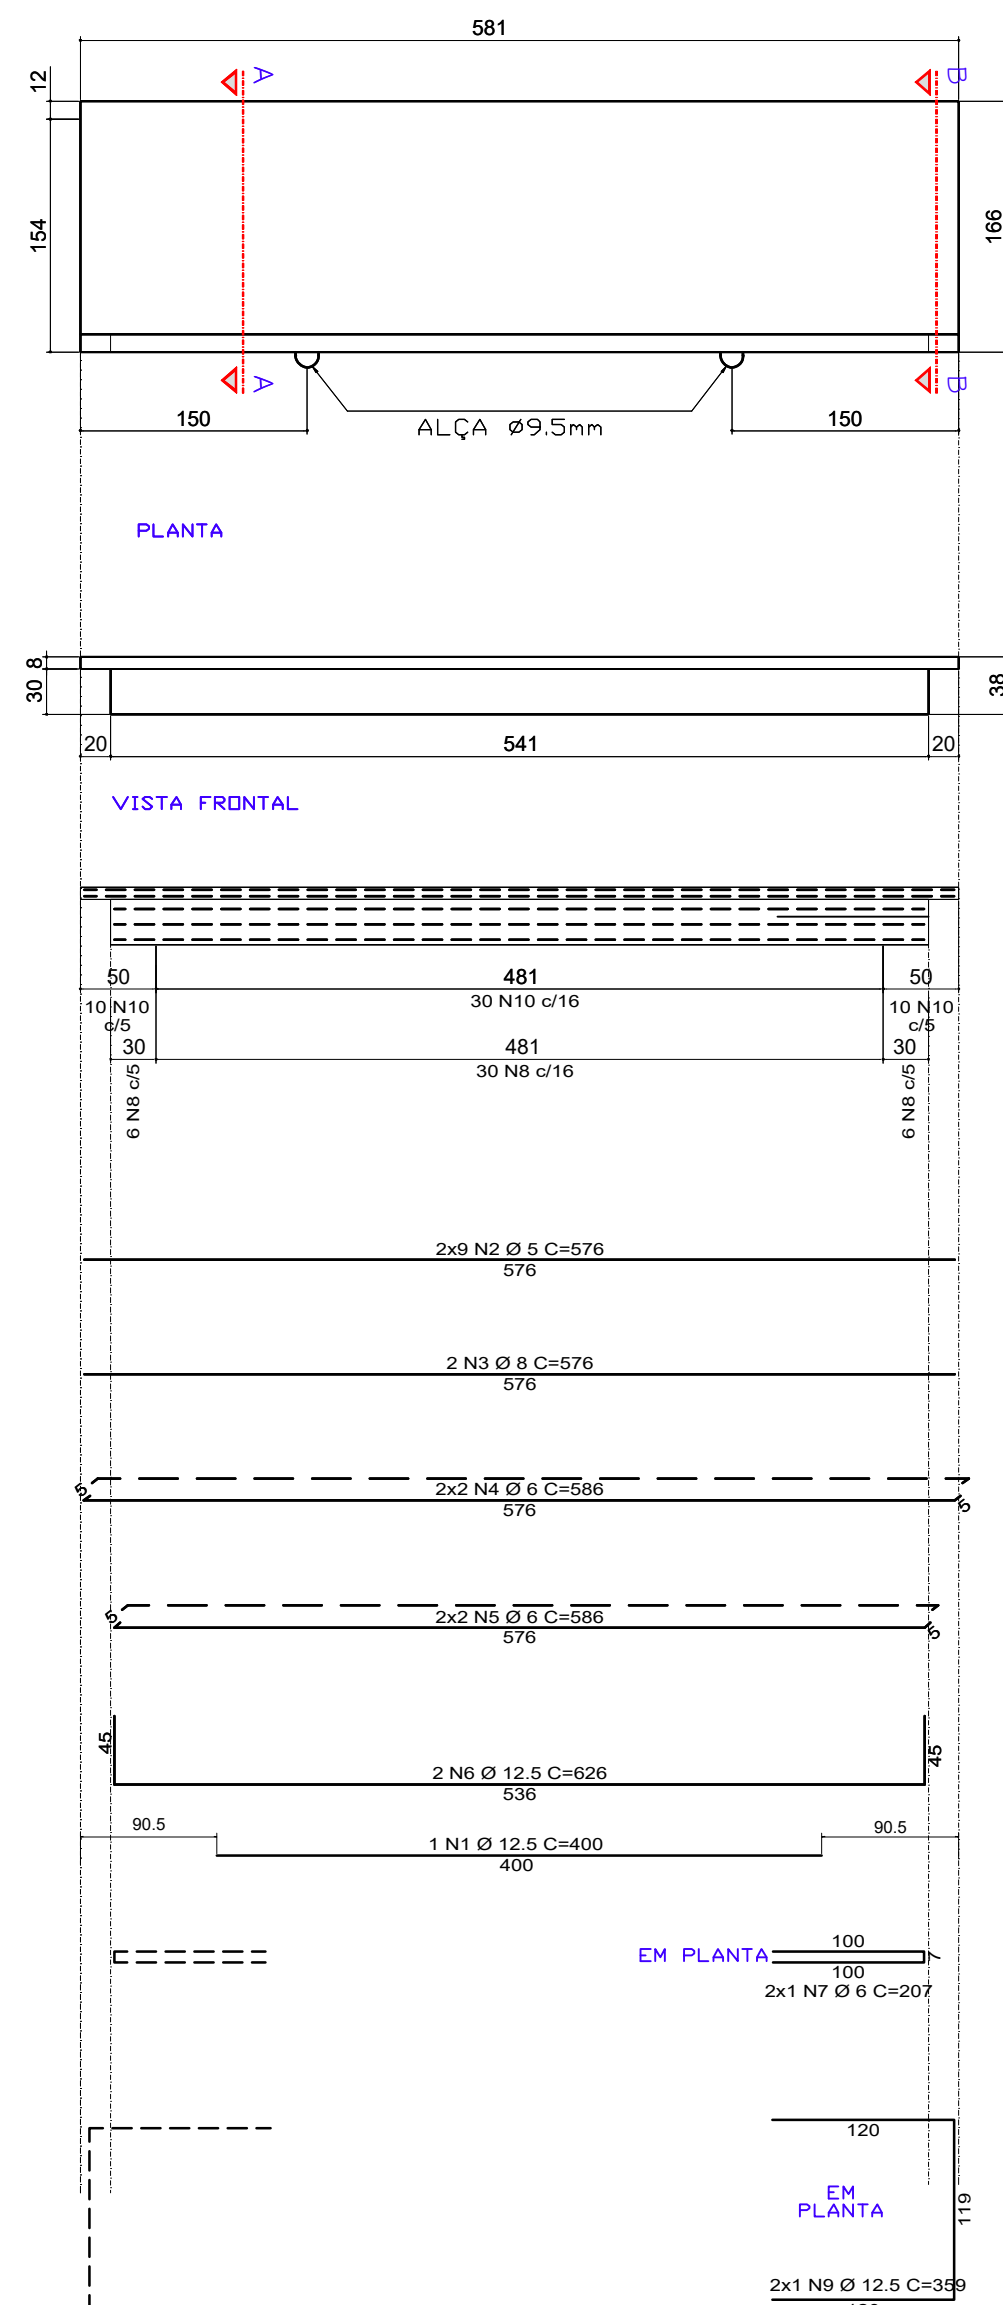 581
A
B
12
154
166
A
B
150
ALÇA Ø9.5mm
150
PLANTA
8
30
38
20
541
20
VISTA FRONTAL
50
481
50
10 N10
c/5
30 N10 c/16
10 N10
c/5
30
481
30
6 N8 c/5
30 N8 c/16
6 N8 c/5
2x9 N2 Ø 5 C=576
576
2 N3 Ø 8 C=576
576
5
2x2 N4 Ø 6 C=586
576
5
5
2x2 N5 Ø 6 C=586
576
5
45
2 N6 Ø 12.5 C=626
536
45
90.5
1 N1 Ø 12.5 C=400
400
90.5
EM PLANTA
100
100
7
2x1 N7 Ø 6 C=207
120
EM
PLANTA
119
2x1 N9 Ø 12.5 C=359